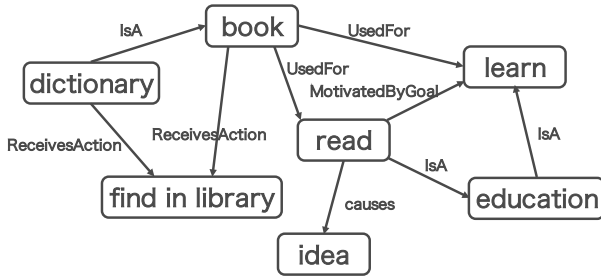 book
IsA
UsedFor
learn
dictionary
UsedFor
MotivatedByGoal
ReceivesAction
ReceivesAction
read
IsA
IsA
find in library
causes
education
idea